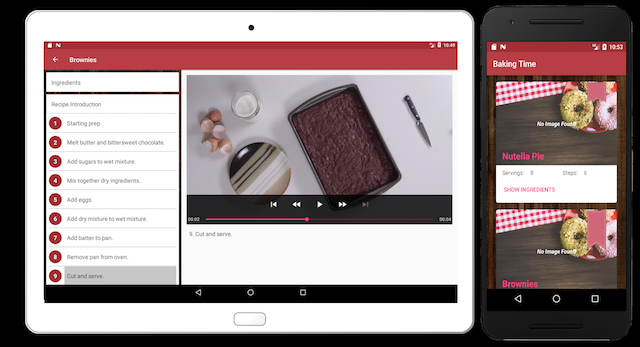 10:49
Brownies
Ingredients
Recipe Introduction
1 Starting prep
2 Melt butter and bittersweet chocolate.
3 Add sugars to wet mixture.
4 Mix together dry ingredients.
5 Add eggs.
6 Add dry mixture to wet mixture.
7 Add batter to pan.
8 Remove pan from oven.
9 Cut and serve.
00:02
00:04
9. Cut and serve.
10:53
Baking Time
No Image Found
Nutella Pie
Servings: 8 Steps: 6
SHOW INGREDIENTS
No Image Found
Brownies